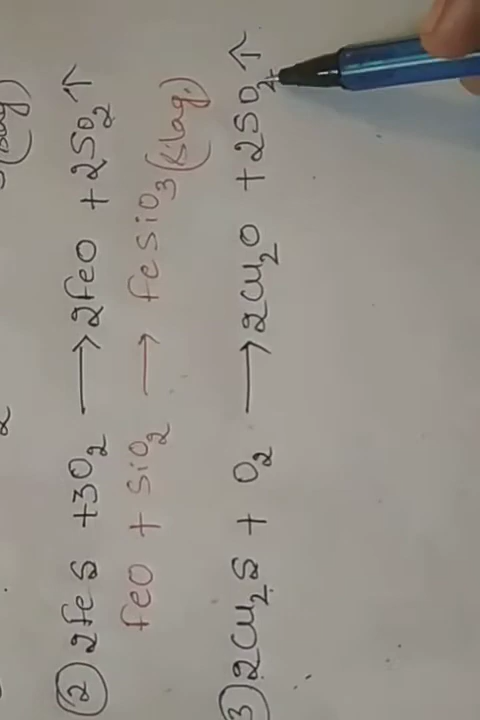 ② 2FeS + 3O₂ ⟶ 2FeO + 2SO₂ ↑
FeO + SiO₂ ⟶ FeSiO₃ (Slag.)
③ 2Cu₂S + O₂ ⟶ 2Cu₂O + 2SO₂ ↑